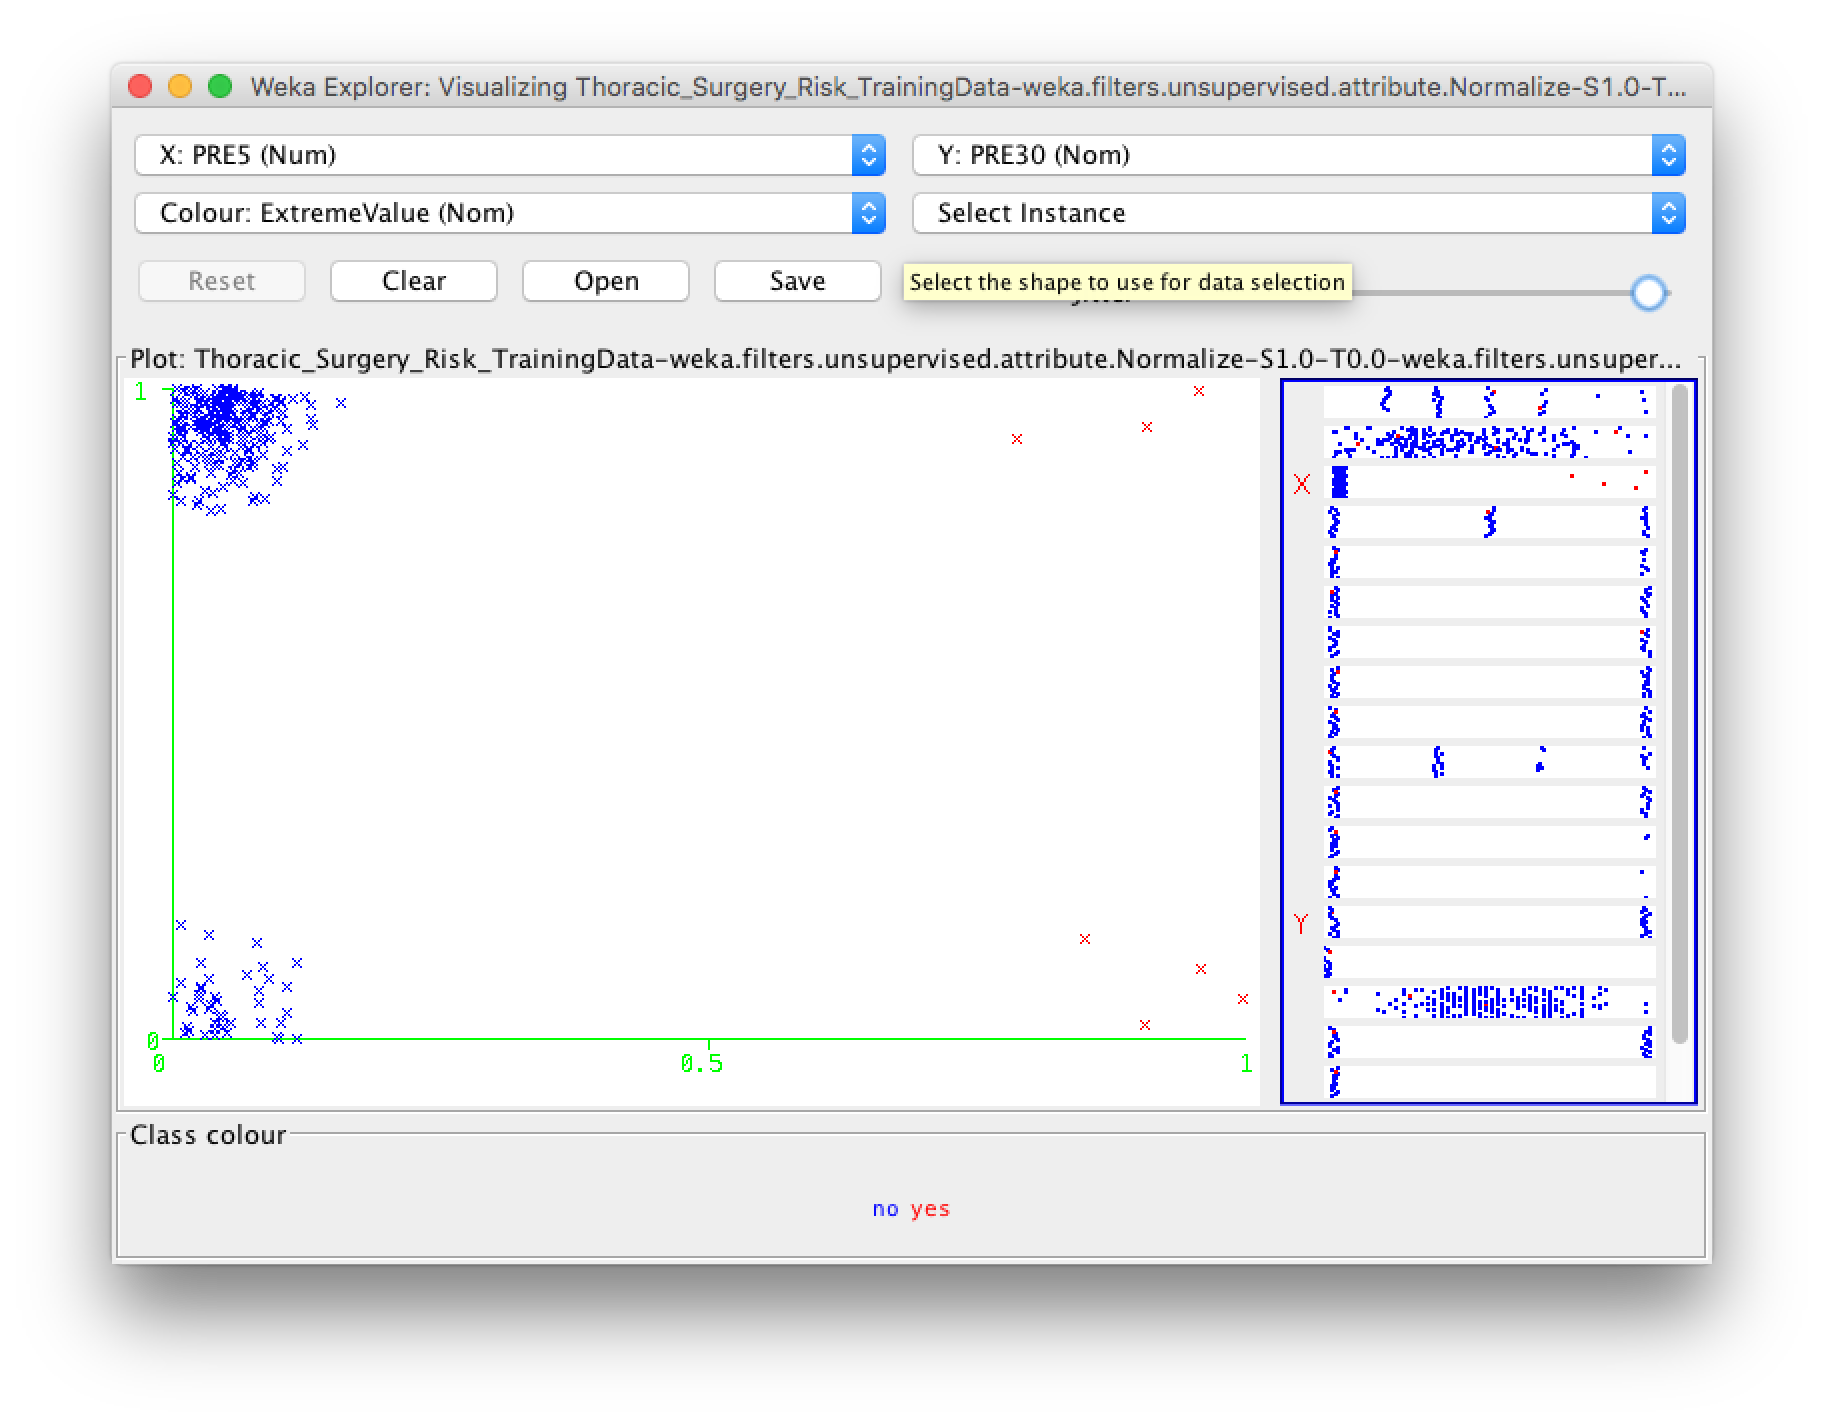 Weka Explorer: Visualizing Thoracic_Surgery_Risk_TrainingData-weka.filters.unsupervised.attribute.Normalize-S1.0-T...
X: PRE5 (Num)
Y: PRE30 (Nom)
Colour: ExtremeValue (Nom)
Select Instance
Reset
Clear
Open
Save
Select the shape to use for data selection
Plot: Thoracic_Surgery_Risk_TrainingData-weka.filters.unsupervised.attribute.Normalize-S1.0-T0.0-weka.filters.unsuper...
1
X
Y
0
0
0.5
1
Class colour
no yes